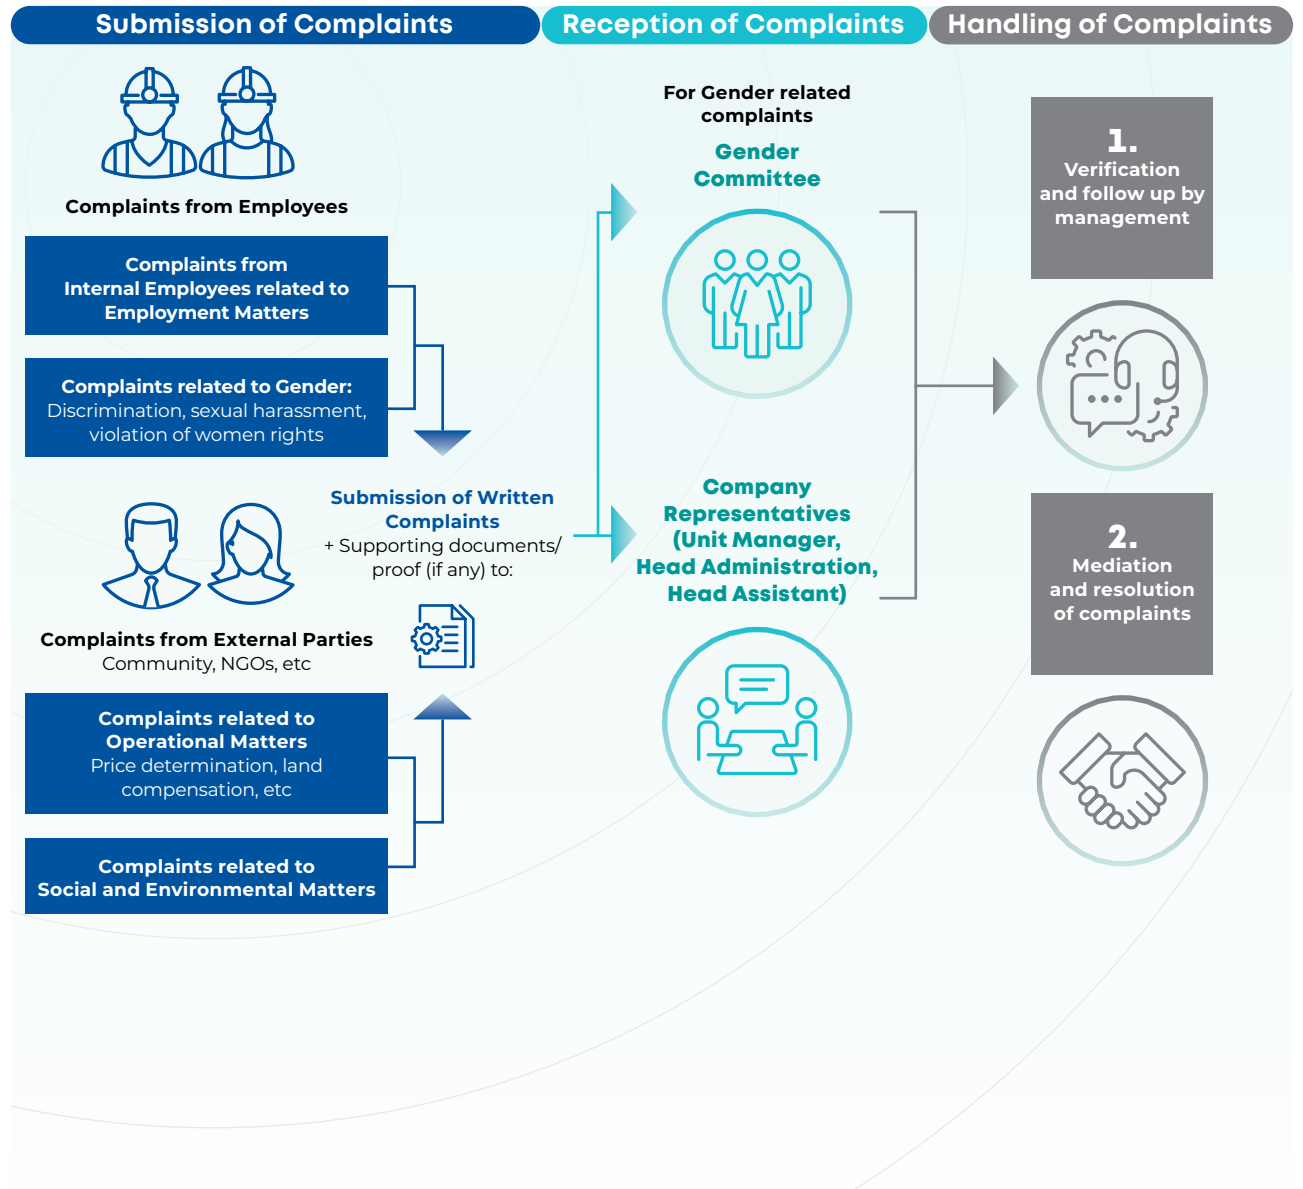 Submission of Complaints
Reception of Complaints
Handling of Complaints
Complaints from Employees
Complaints from
Internal Employees related to
Employment Matters
Complaints related to Gender:
Discrimination, sexual harassment,
violation of women rights
Complaints from External Parties
Community, NGOs, etc
Complaints related to
Operational Matters
Price determination, land
compensation, etc
Complaints related to
Social and Environmental Matters
Submission of Written
Complaints
+ Supporting documents/
proof (if any) to:
For Gender related
complaints
Gender
Committee
Company
Representatives
(Unit Manager,
Head Administration,
Head Assistant)
1.
Verification
and follow up by
management
2.
Mediation
and resolution
of complaints